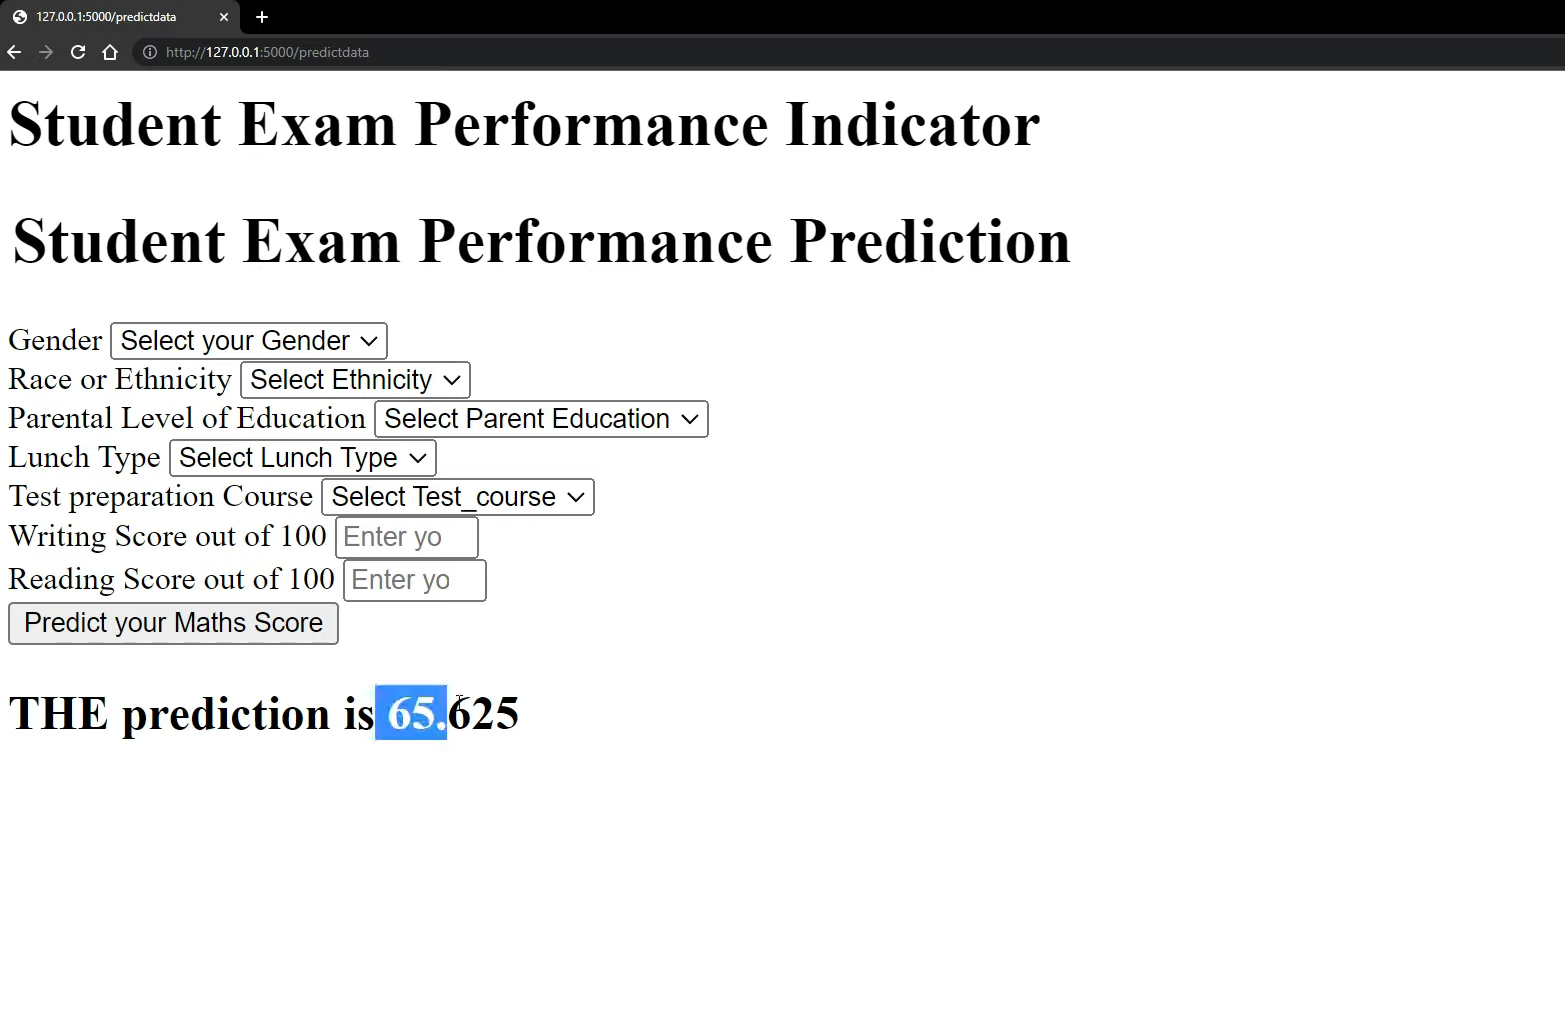 127.0.0.1:5000/predictdata
http://127.0.0.1:5000/predictdata
Student Exam Performance Indicator
Student Exam Performance Prediction
Gender Select your Gender
Race or Ethnicity Select Ethnicity
Parental Level of Education Select Parent Education
Lunch Type Select Lunch Type
Test preparation Course Select Test_course
Writing Score out of 100 Enter yo
Reading Score out of 100 Enter yo
Predict your Maths Score
THE prediction is 65.625